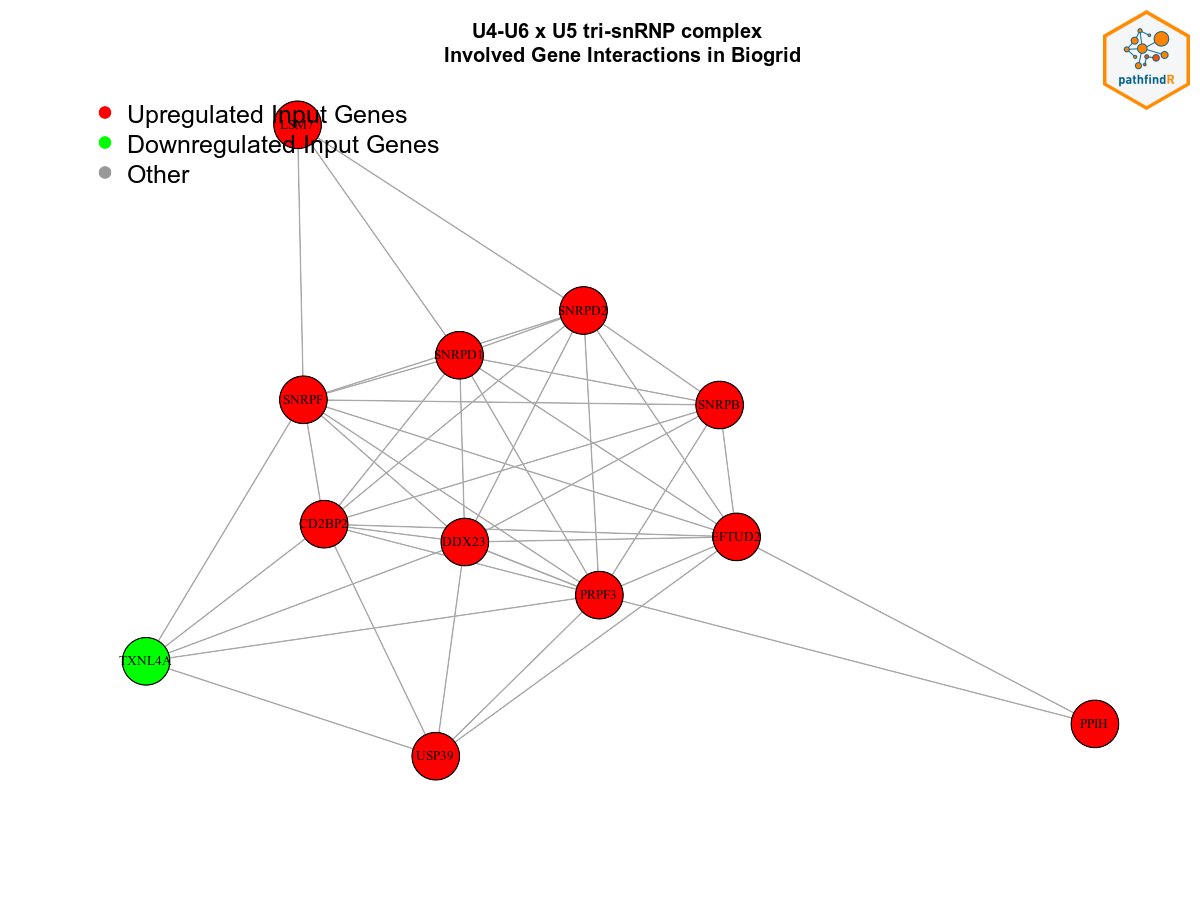 U4-U6 x U5 tri-snRNP complex
Involved Gene Interactions in Biogrid
pathfindR
Upregulated Input Genes
LSM7
Downregulated Input Genes
Other
SNRPD2
SNRPD1
SNRPF
SNRPB
CD2BP2
DDX23
EFTUD2
PRPF3
TXNL4A
PPIH
USP39